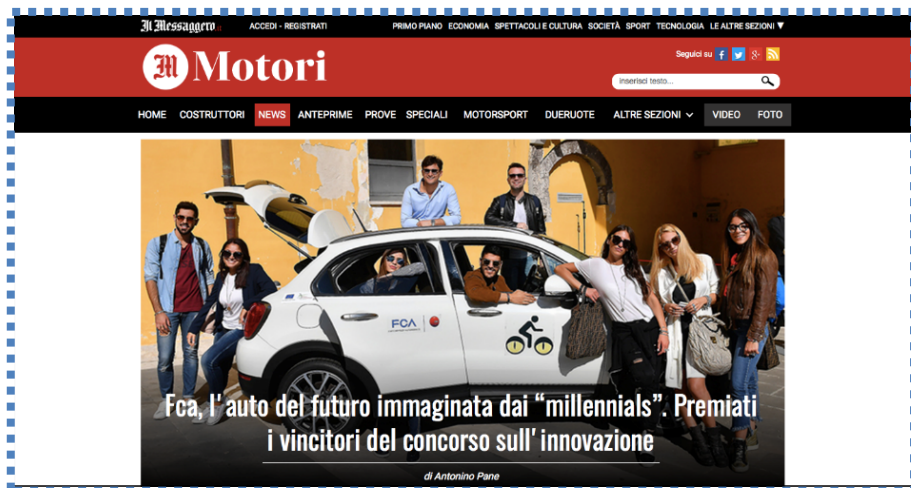 Il Messaggero.it
ACCEDI - REGISTRATI
PRIMO PIANO ECONOMIA SPETTACOLI E CULTURA SOCIETÀ SPORT TECNOLOGIA LE ALTRE SEZIONI ▼
M Motori
Seguici su
inserisci testo...
HOME COSTRUTTORI NEWS ANTEPRIME PROVE SPECIALI MOTORSPORT DUERUOTE ALTRE SEZIONI VIDEO FOTO
FCA
Fca, l'auto del futuro immaginata dai “millennials”. Premiati
i vincitori del concorso sull'innovazione
di Antonino Pane